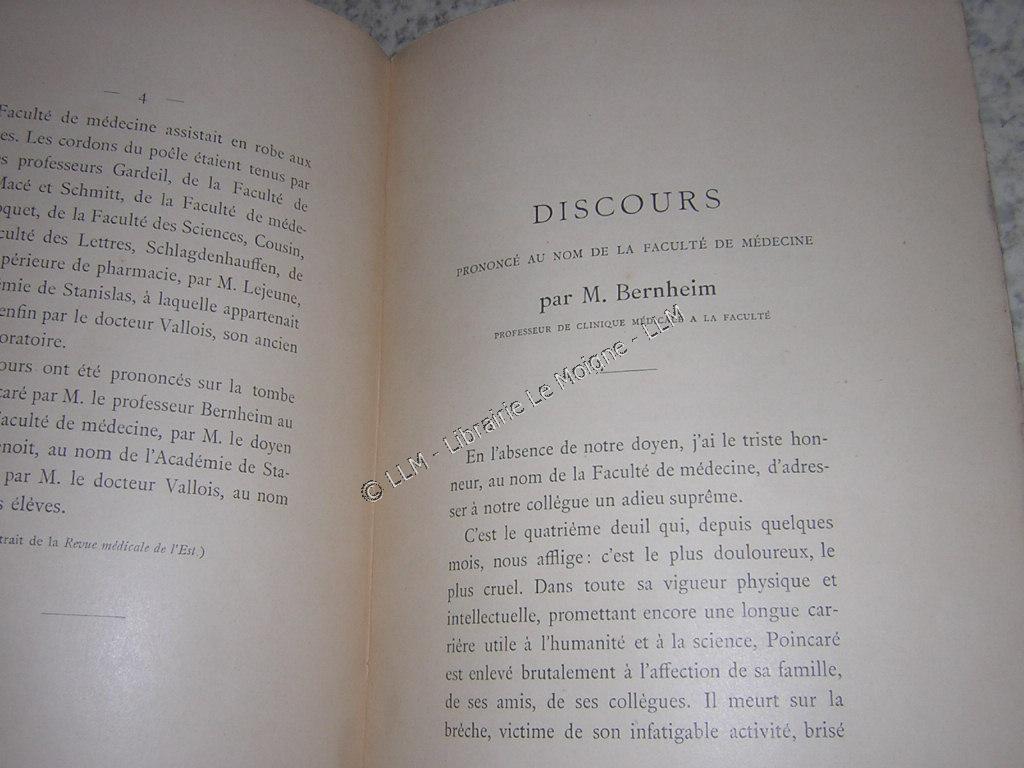 — 4 —
Faculté de médecine assistait en robe aux
es. Les cordons du poêle étaient tenus par
s professeurs Gardeil, de la Faculté de
Macé et Schmitt, de la Faculté de méde-
oquet, de la Faculté des Sciences, Cousin,
culté des Lettres, Schlagdenhauffen, de
périeure de pharmacie, par M. Lejeune,
émie de Stanislas, à laquelle appartenait
enfin par le docteur Vallois, son ancien
oratoire.
ours ont été prononcés sur la tombe
caré par M. le professeur Bernheim au
Faculté de médecine, par M. le doyen
enoit, au nom de l'Académie de Sta-
par M. le docteur Vallois, au nom
s élèves.
trait de la Revue médicale de l'Est.)
DISCOURS
PRONONCÉ AU NOM DE LA FACULTÉ DE MÉDECINE
par M. Bernheim
PROFESSEUR DE CLINIQUE MÉDICALE A LA FACULTÉ
En l'absence de notre doyen, j'ai le triste hon-
neur, au nom de la Faculté de médecine, d'adres-
ser à notre collègue un adieu suprême.
C'est le quatrième deuil qui, depuis quelques
mois, nous afflige : c'est le plus douloureux, le
plus cruel. Dans toute sa vigueur physique et
intellectuelle, promettant encore une longue car-
rière utile à l'humanité et à la science, Poincaré
est enlevé brutalement à l'affection de sa famille,
de ses amis, de ses collègues. Il meurt sur la
brèche, victime de son infatigable activité, brisé
© LLM - Librairie Le Moigne - LLM